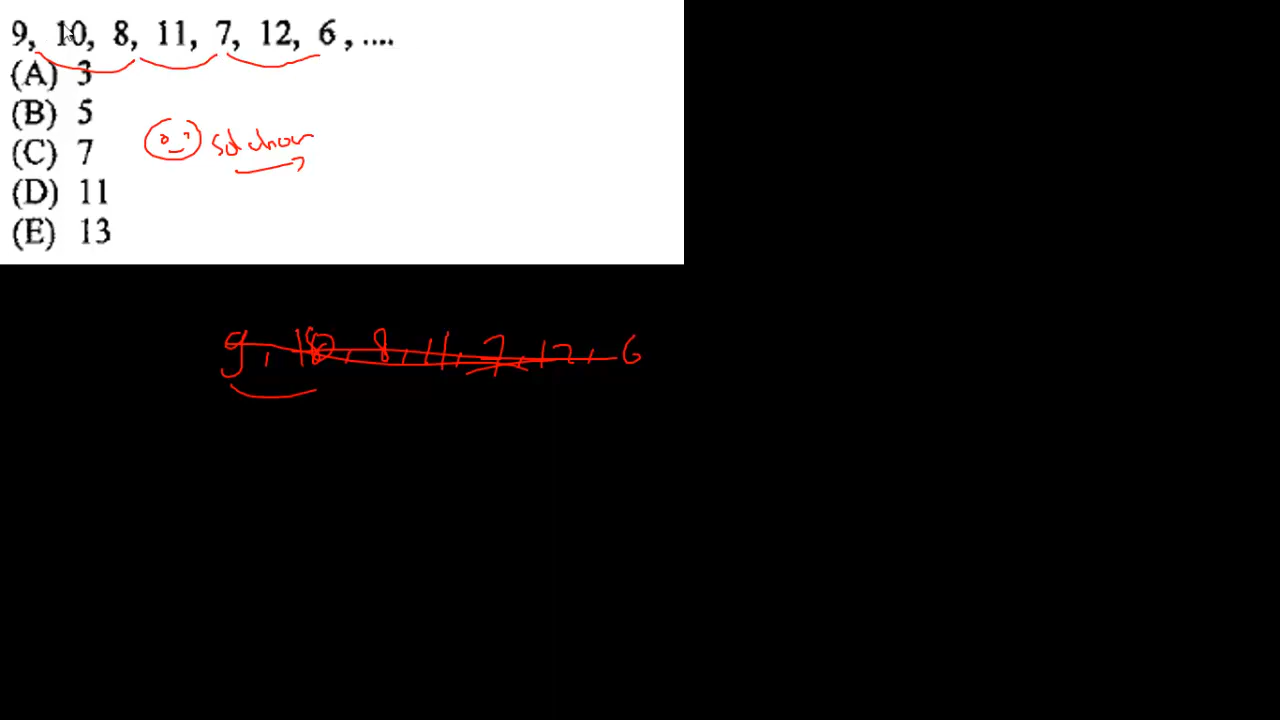 9, 10, 8, 11, 7, 12, 6, ....
(A) 3
(B) 5
(C) 7
(D) 11
(E) 13
9, 10, 8, 11, 7, 12, 6